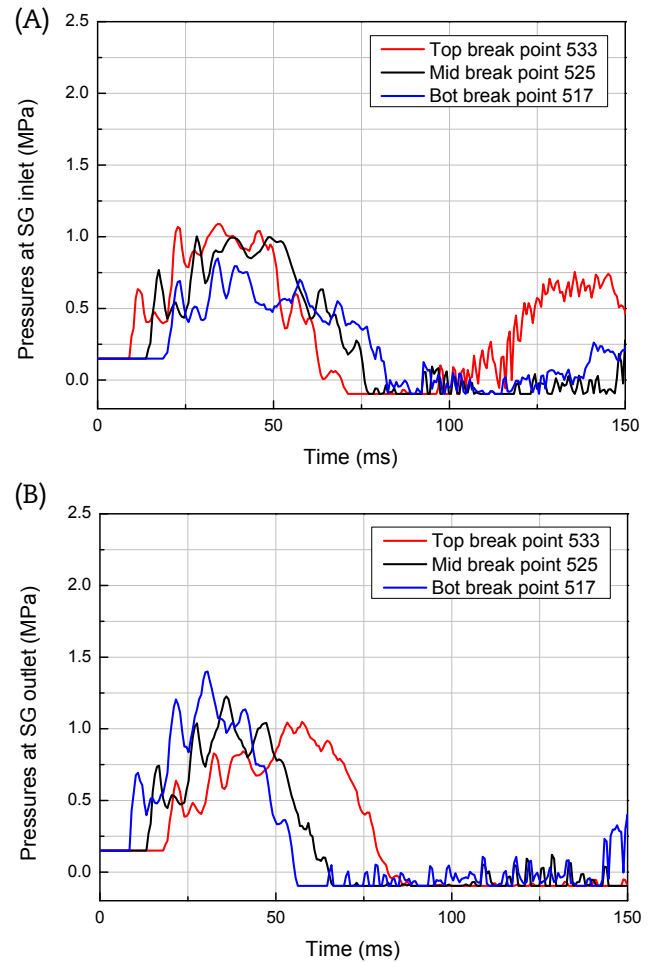 (A)
2.5
2.0
1.5
1.0
0.5
0.0
Pressures at SG inlet (MPa)
Top break point 533
Mid break point 525
Bot break point 517
0
50
100
150
Time (ms)
(B)
2.5
2.0
1.5
1.0
0.5
0.0
Pressures at SG outlet (MPa)
Top break point 533
Mid break point 525
Bot break point 517
0
50
100
150
Time (ms)